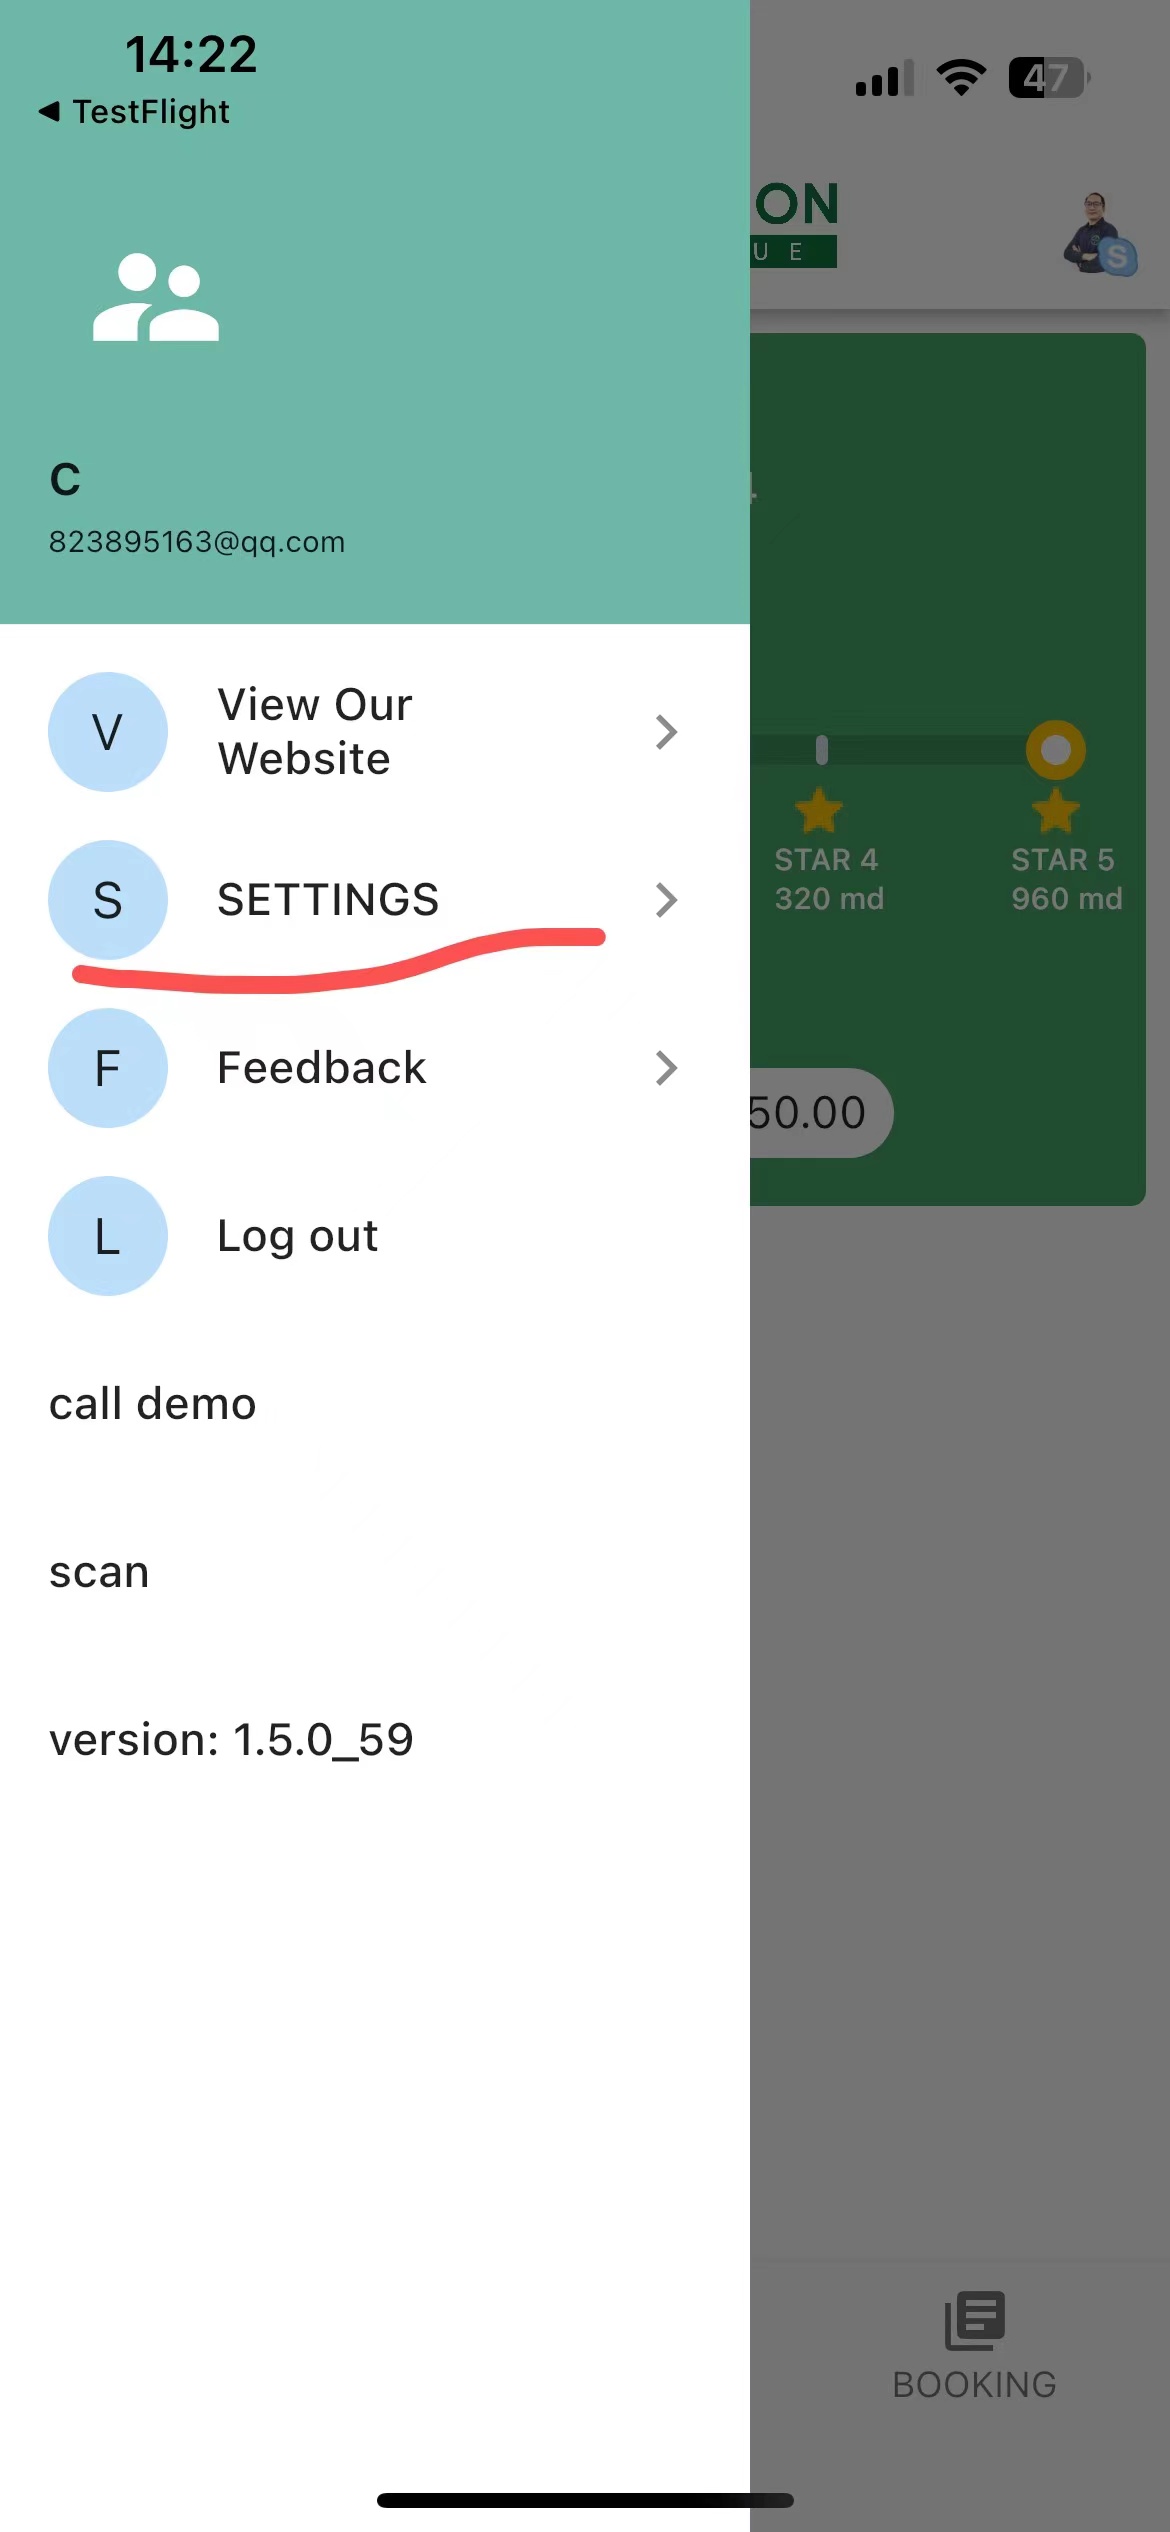 14:22
TestFlight
47
ON
U E
S
C
823895163@qq.com
V
View Our
Website
S
SETTINGS
F
Feedback
L
Log out
call demo
scan
version: 1.5.0_59
STAR 4
320 md
STAR 5
960 md
50.00
BOOKING